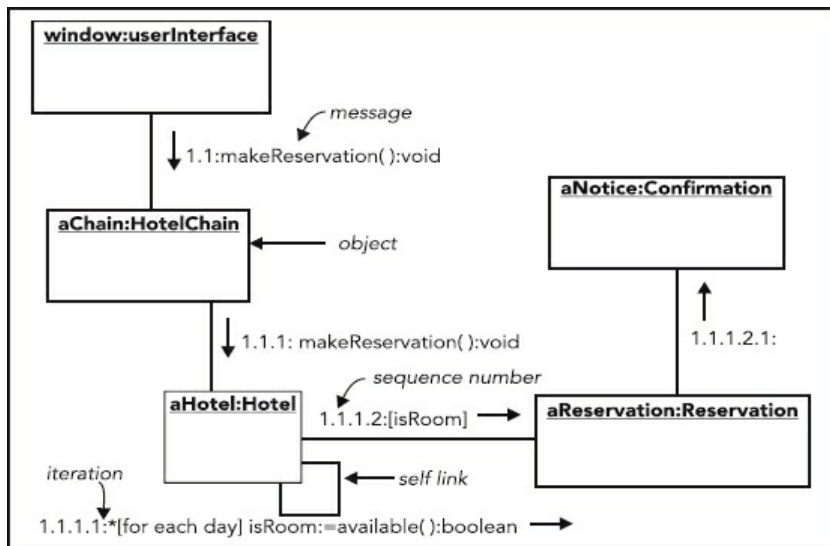 window:userInterface
message
1.1:makeReservation( ):void
aNotice:Confirmation
aChain:HotelChain
object
1.1.1.2.1:
1.1.1: makeReservation( ):void
sequence number
aHotel:Hotel
1.1.1.2:[isRoom]
aReservation:Reservation
iteration
self link
1.1.1.1:*[for each day] isRoom:=available( ):boolean